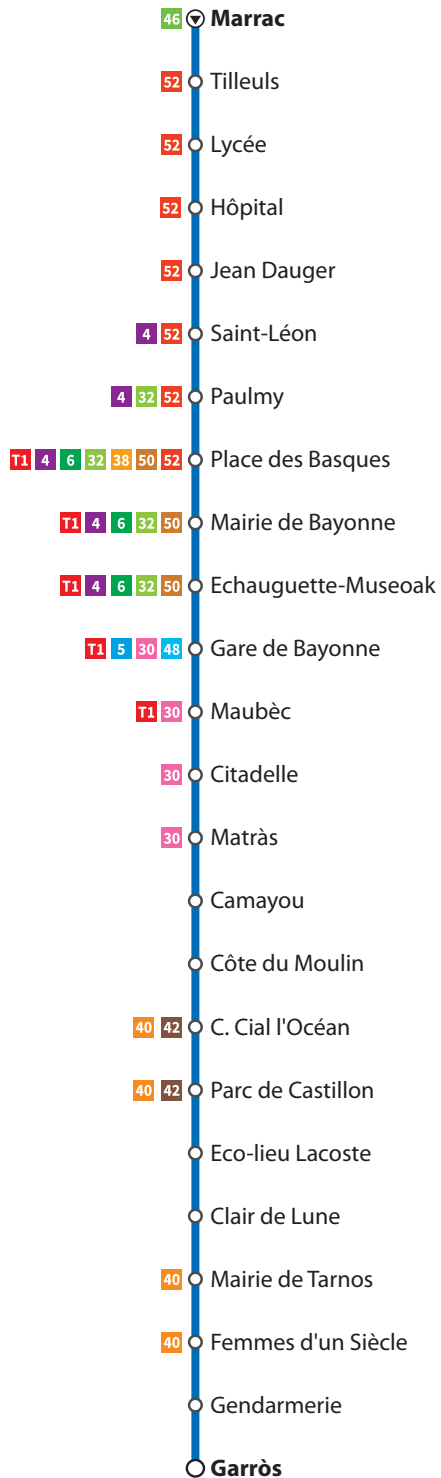 46 Marrac
52 Tilleuls
52 Lycée
52 Hôpital
52 Jean Dauger
4 52 Saint-Léon
4 32 52 Paulmy
T1 4 6 32 38 50 52 Place des Basques
T1 4 6 32 50 Mairie de Bayonne
T1 4 6 32 50 Echauguette-Museoak
T1 5 30 48 Gare de Bayonne
T1 30 Maubèc
30 Citadelle
30 Matràs
Camayou
Côte du Moulin
40 42 C. Cial l'Océan
40 42 Parc de Castillon
Eco-lieu Lacoste
Clair de Lune
40 Mairie de Tarnos
40 Femmes d'un Siècle
Gendarmerie
Garròs